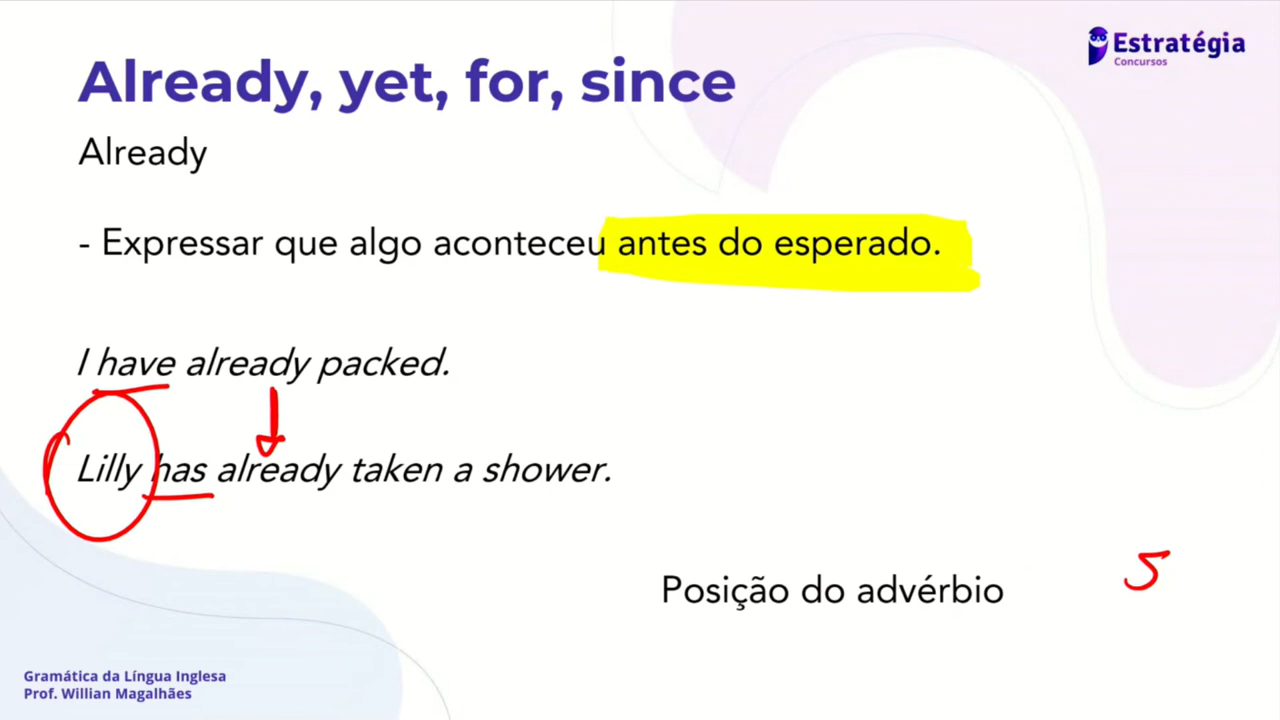 Estratégia
Concursos
Already, yet, for, since
Already
- Expressar que algo aconteceu antes do esperado.
I have already packed.
Lilly has already taken a shower.
Posição do advérbio
Gramática da Língua Inglesa
Prof. Willian Magalhães